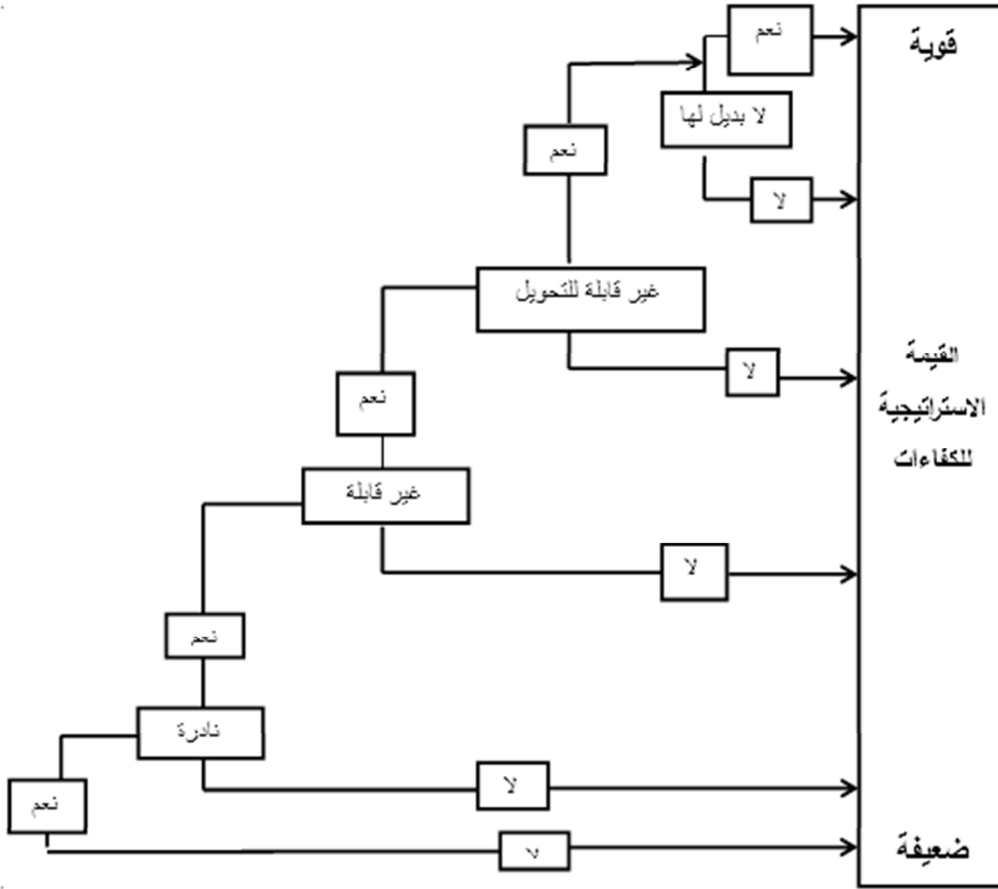 نعم
قوية
لا بديل لها
نعم
لا
غير قابلة للتحويل
القيمة
الاستراتيجية
للكفاءات
لا
نعم
غير قابلة
لا
نعم
نادرة
لا
نعم
لا
ضعيفة